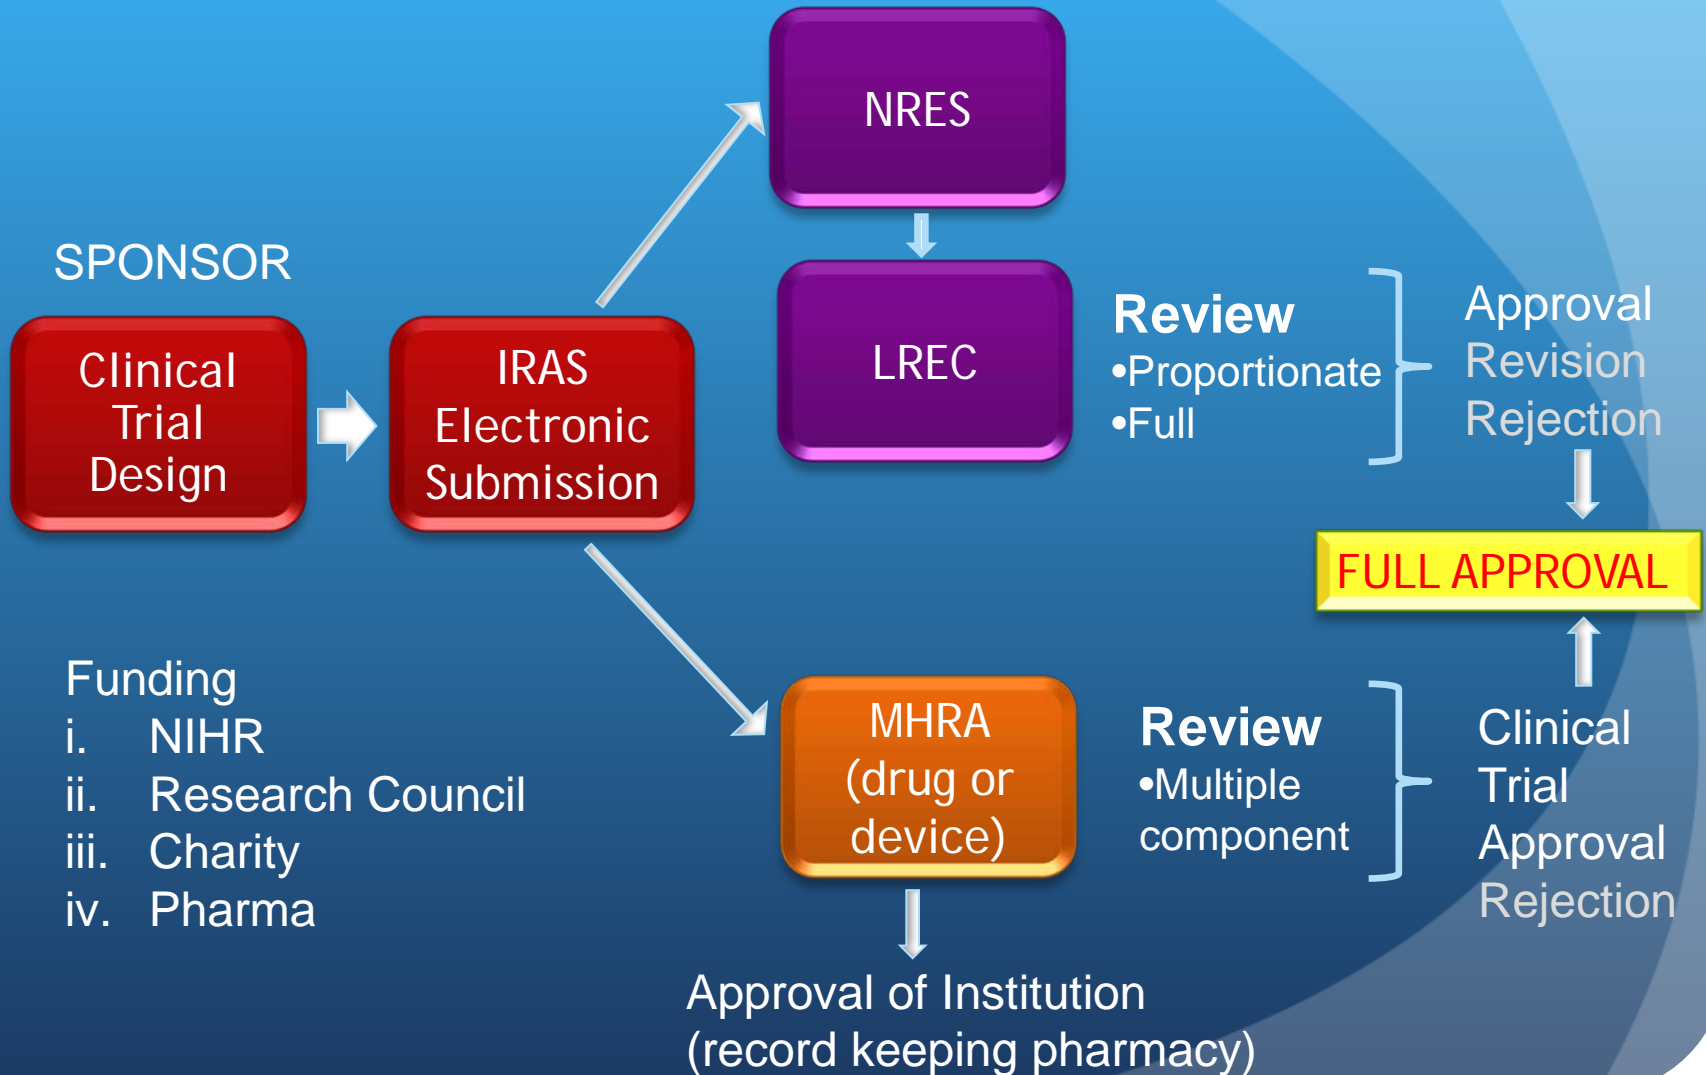 NRES
SPONSOR
Clinical
Trial
Design
IRAS
Electronic
Submission
LREC
Review
•Proportionate
•Full
Approval
Revision
Rejection
FULL APPROVAL
Funding
i. NIHR
ii. Research Council
iii. Charity
iv. Pharma
MHRA
(drug or
device)
Review
•Multiple
component
Clinical
Trial
Approval
Rejection
Approval of Institution
(record keeping pharmacy)